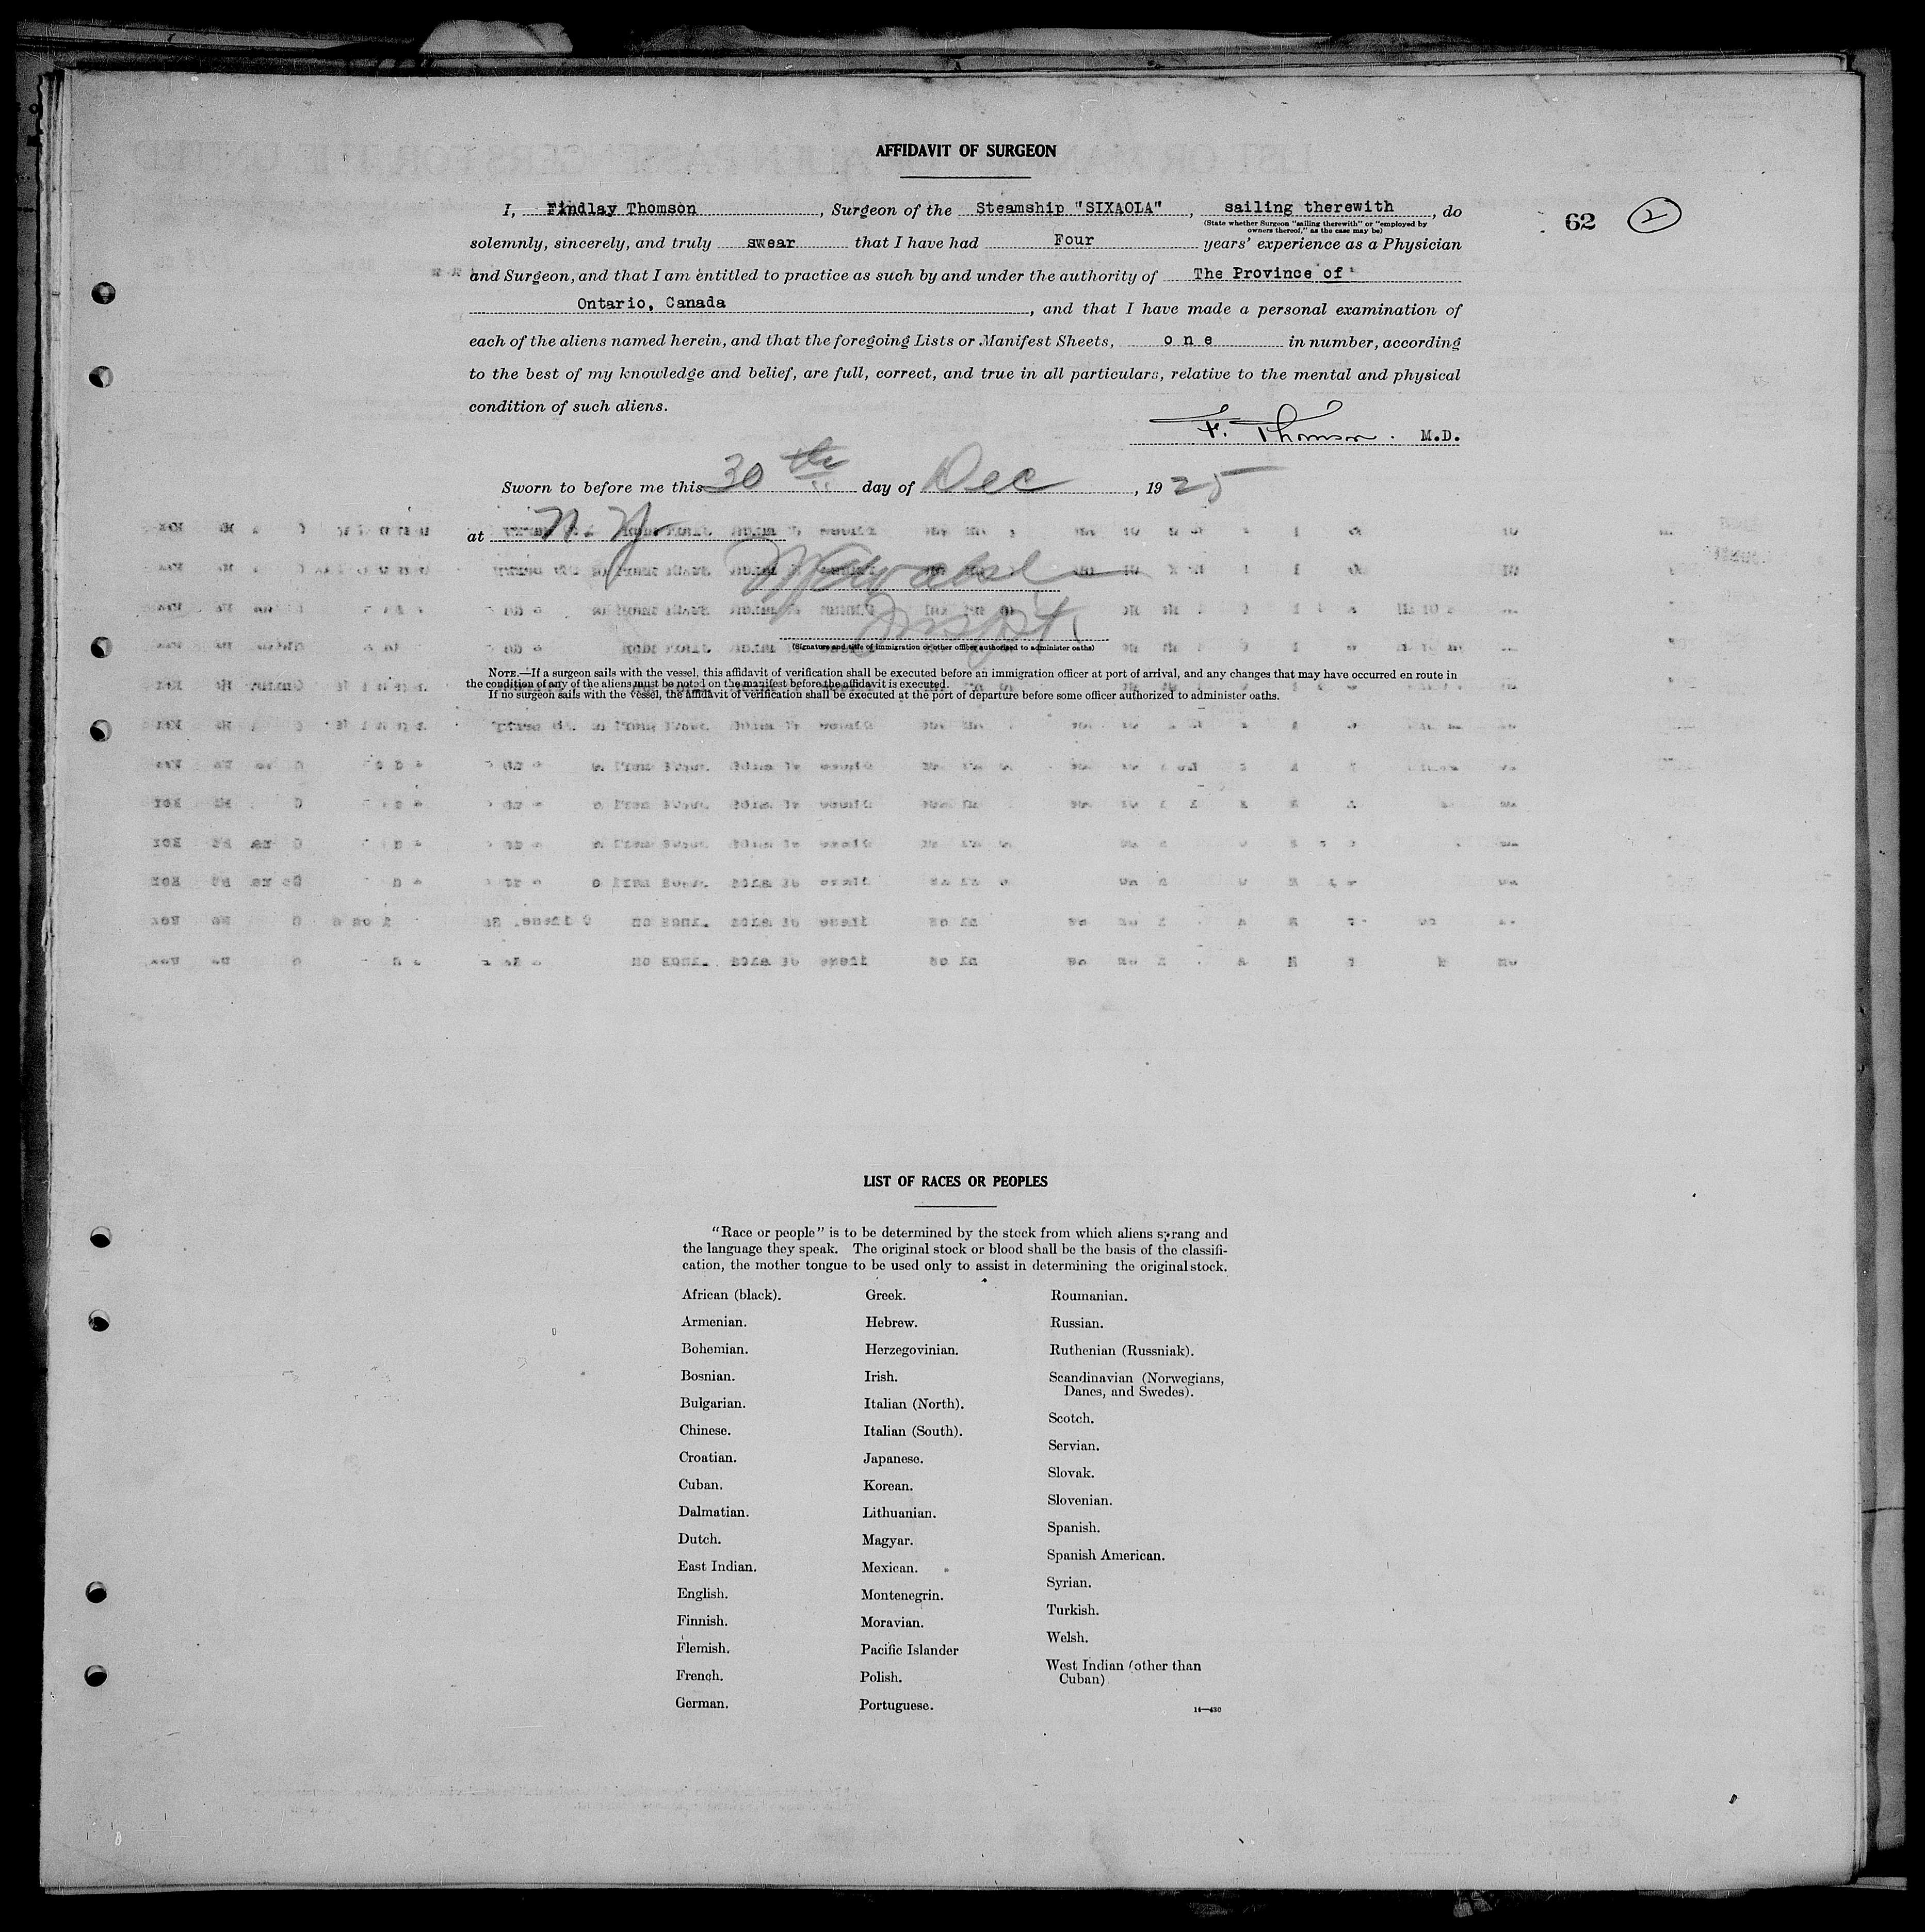 AFFIDAVIT OF SURGEON
62 2
I, Findlay Thomson, Surgeon of the Steamship "SIXAOLA", sailing therewith, do
(State whether Surgeon "sailing therewith" or "employed by
owners thereof," as the case may be)
solemnly, sincerely, and truly swear that I have had Four years' experience as a Physician
and Surgeon, and that I am entitled to practice as such by and under the authority of The Province of
Ontario, Canada, and that I have made a personal examination of
each of the aliens named herein, and that the foregoing Lists or Manifest Sheets, one in number, according
to the best of my knowledge and belief, are full, correct, and true in all particulars, relative to the mental and physical
condition of such aliens.
F. Thomson. M.D.
Sworn to before me this 30th day of Dec, 1925
at N. Y.
Inspt.
(Signature and title of immigration or other officer authorized to administer oaths)
NOTE.—If a surgeon sails with the vessel, this affidavit of verification shall be executed before an immigration officer at port of arrival, and any changes that may have occurred en route in
the condition of any of the aliens must be noted on the manifest before the affidavit is executed.
If no surgeon sails with the vessel, the affidavit of verification shall be executed at the port of departure before some officer authorized to administer oaths.
LIST OF RACES OR PEOPLES
"Race or people" is to be determined by the stock from which aliens sprang and
the language they speak. The original stock or blood shall be the basis of the classifi-
cation, the mother tongue to be used only to assist in determining the original stock.
African (black).
Armenian.
Bohemian.
Bosnian.
Bulgarian.
Chinese.
Croatian.
Cuban.
Dalmatian.
Dutch.
East Indian.
English.
Finnish.
Flemish.
French.
German.
Greek.
Hebrew.
Herzegovinian.
Irish.
Italian (North).
Italian (South).
Japanese.
Korean.
Lithuanian.
Magyar.
Mexican.
Montenegrin.
Moravian.
Pacific Islander
Polish.
Portuguese.
Roumanian.
Russian.
Ruthenian (Russniak).
Scandinavian (Norwegians,
Danes, and Swedes).
Scotch.
Servian.
Slovak.
Slovenian.
Spanish.
Spanish American.
Syrian.
Turkish.
Welsh.
West Indian (other than
Cuban)
14—430